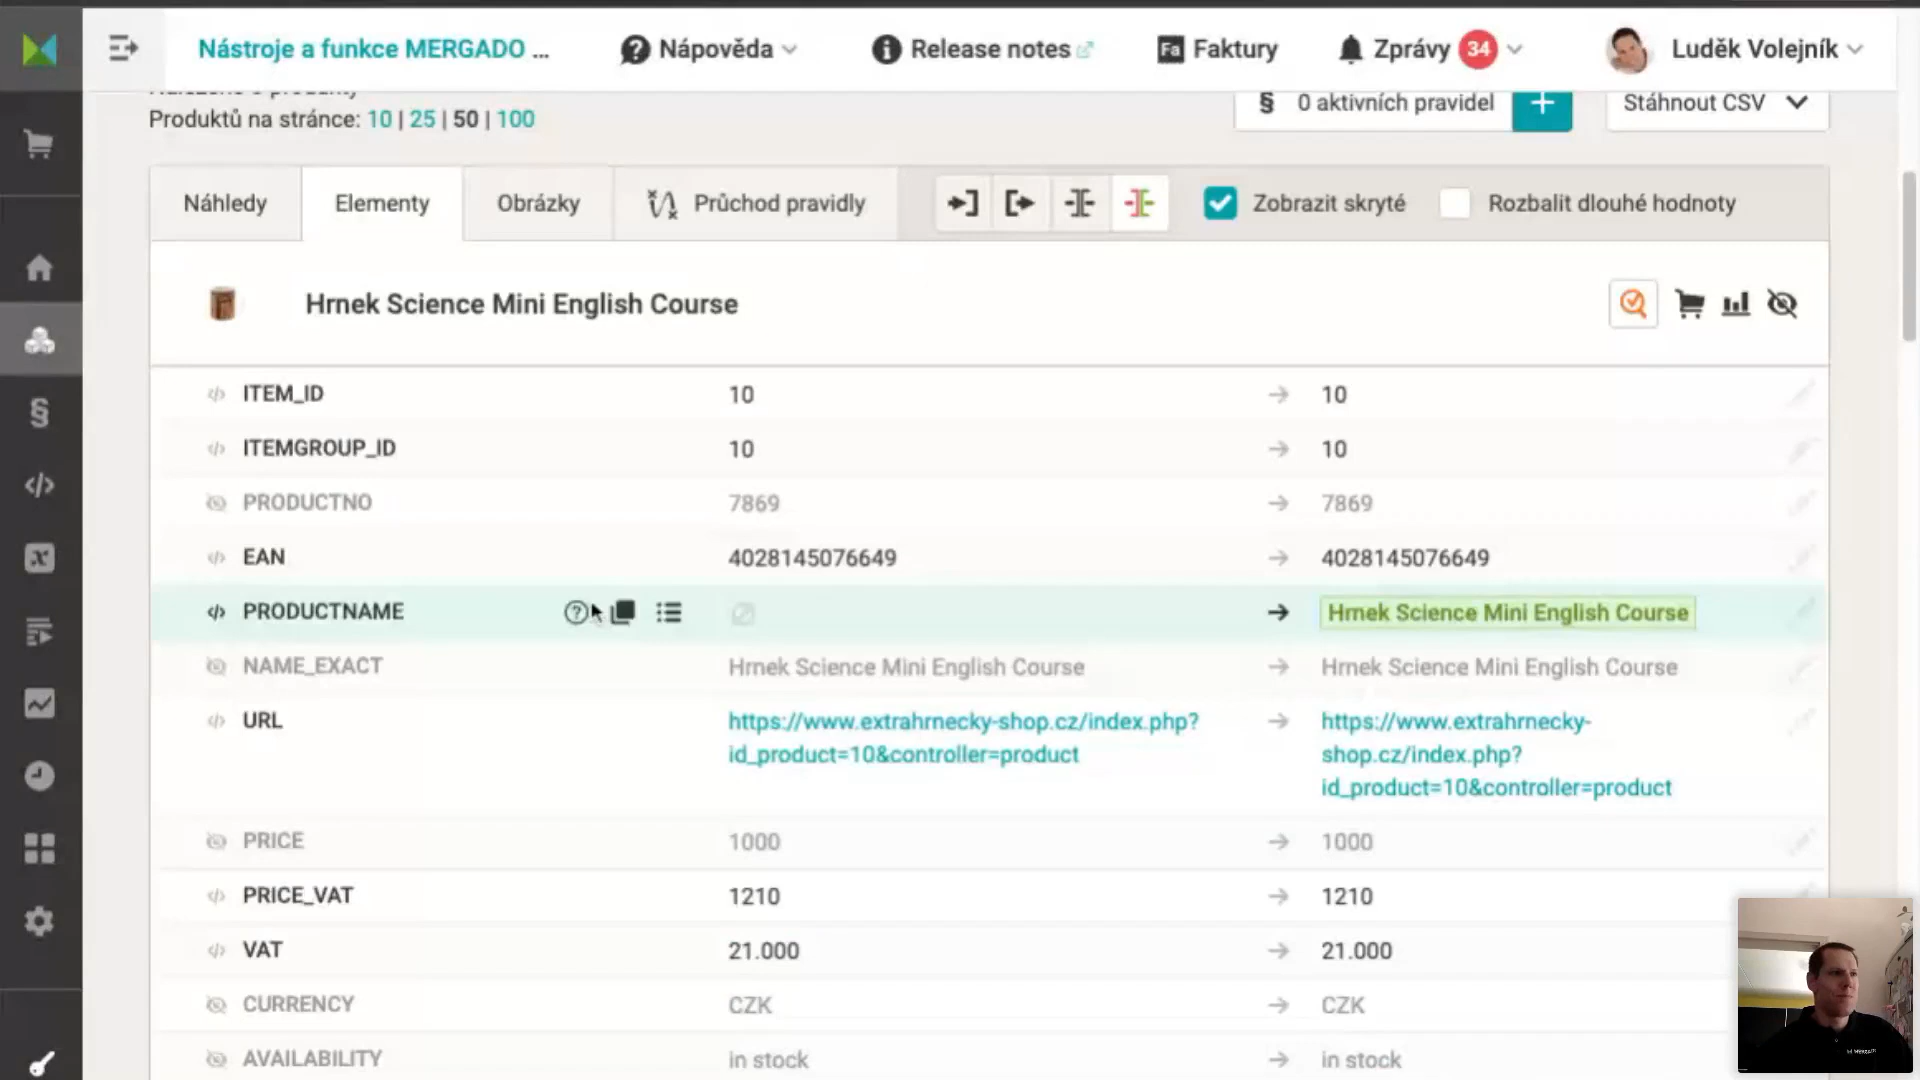 Nástroje a funkce MERGADO ...
Nápověda
Release notes
Fa Faktury
Zprávy 34
Luděk Volejník
Produktů na stránce: 10 | 25 | 50 | 100
§ 0 aktivních pravidel +
Stáhnout CSV
Náhledy
Elementy
Obrázky
Průchod pravidly
Zobrazit skryté
Rozbalit dlouhé hodnoty
Hrnek Science Mini English Course
ITEM_ID 10 → 10
ITEMGROUP_ID 10 → 10
PRODUCTNO 7869 → 7869
EAN 4028145076649 → 4028145076649
PRODUCTNAME → Hrnek Science Mini English Course
NAME_EXACT Hrnek Science Mini English Course → Hrnek Science Mini English Course
URL https://www.extrahrnecky-shop.cz/index.php? → https://www.extrahrnecky-
id_product=10&controller=product shop.cz/index.php?
id_product=10&controller=product
PRICE 1000 → 1000
PRICE_VAT 1210 → 1210
VAT 21.000 → 21.000
CURRENCY CZK → CZK
AVAILABILITY in stock → in stock